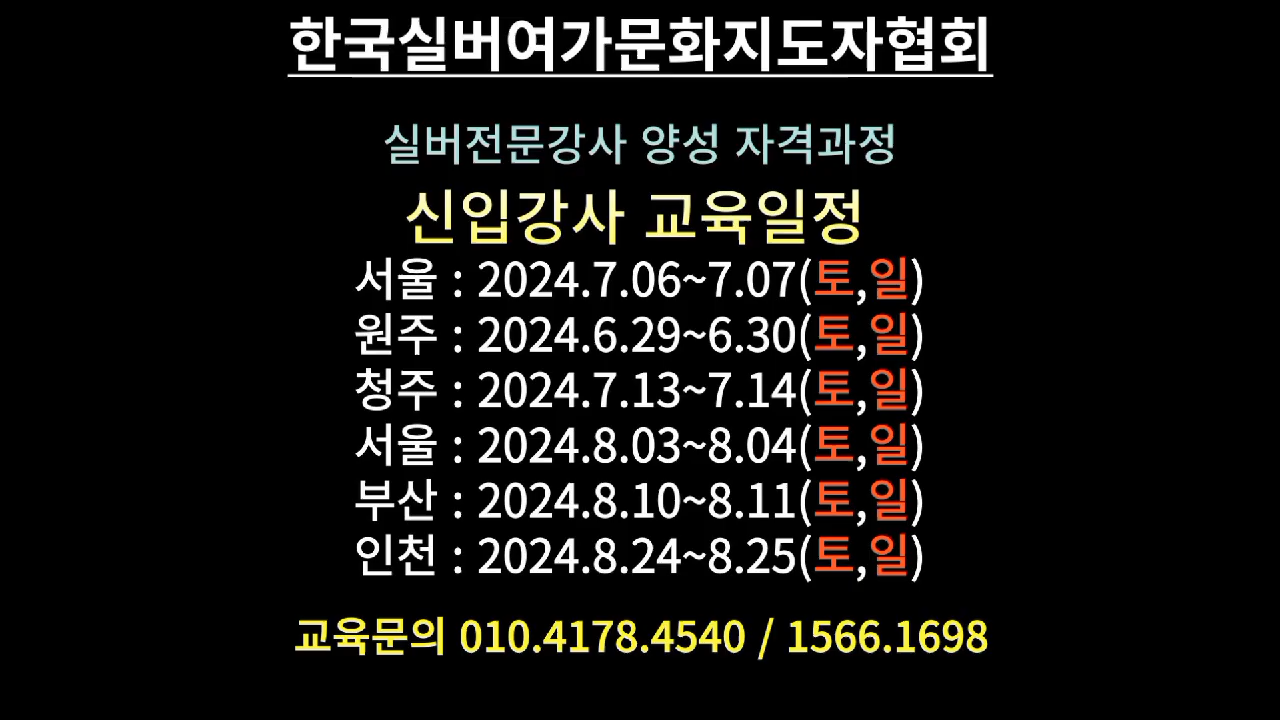 한국실버여가문화지도자협회
실버전문강사 양성 자격과정
신입강사 교육일정
서울 : 2024.7.06~7.07(토,일)
원주 : 2024.6.29~6.30(토,일)
청주 : 2024.7.13~7.14(토,일)
서울 : 2024.8.03~8.04(토,일)
부산 : 2024.8.10~8.11(토,일)
인천 : 2024.8.24~8.25(토,일)
교육문의 010.4178.4540 / 1566.1698